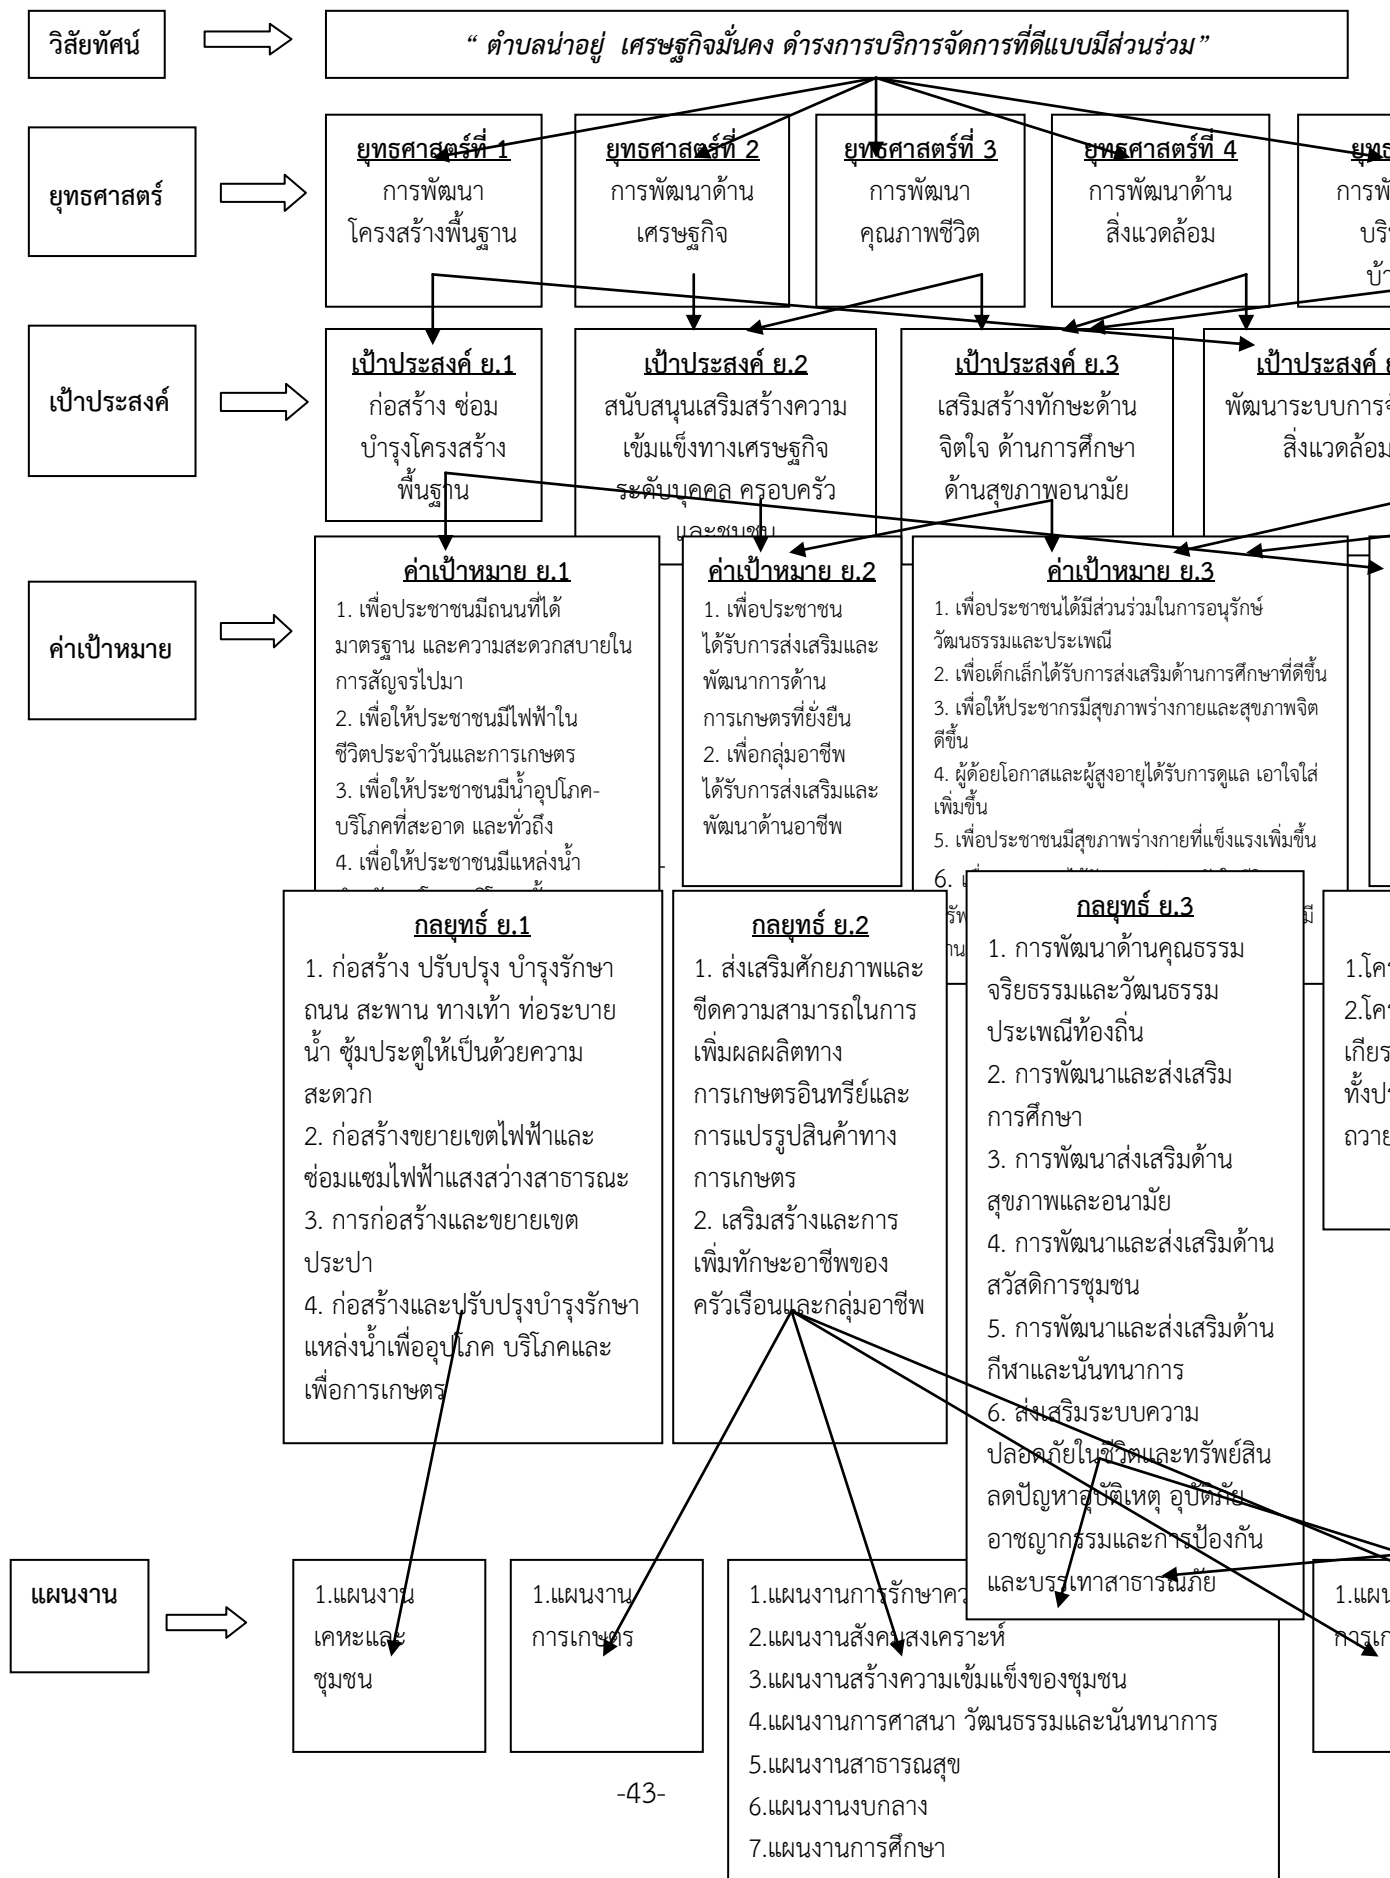 วิสัยทัศน์
“ ตำบลน่าอยู่ เศรษฐกิจมั่นคง ดำรงการบริการจัดการที่ดีแบบมีส่วนร่วม”
ยุทธศาสตร์
ยุทธศาสตร์ที่ 1
การพัฒนา
โครงสร้างพื้นฐาน
ยุทธศาสตร์ที่ 2
การพัฒนาด้าน
เศรษฐกิจ
ยุทธศาสตร์ที่ 3
การพัฒนา
คุณภาพชีวิต
ยุทธศาสตร์ที่ 4
การพัฒนาด้าน
สิ่งแวดล้อม
เป้าประสงค์
เป้าประสงค์ ย.1
ก่อสร้าง ซ่อม
บำรุงโครงสร้าง
พื้นฐาน
เป้าประสงค์ ย.2
สนับสนุนเสริมสร้างความ
เข้มแข็งทางเศรษฐกิจ
ระดับบุคคล ครอบครัว
และชุมชน
เป้าประสงค์ ย.3
เสริมสร้างทักษะด้าน
จิตใจ ด้านการศึกษา
ด้านสุขภาพอนามัย
เป้าประสงค์
พัฒนาระบบการ
สิ่งแวดล้อม
ค่าเป้าหมาย
ค่าเป้าหมาย ย.1
1. เพื่อประชาชนมีถนนที่ได้
มาตรฐาน และความสะดวกสบายใน
การสัญจรไปมา
2. เพื่อให้ประชาชนมีไฟฟ้าใน
ชีวิตประจำวันและการเกษตร
3. เพื่อให้ประชาชนมีน้ำอุปโภค-
บริโภคที่สะอาด และทั่วถึง
4. เพื่อให้ประชาชนมีแหล่งน้ำ
ค่าเป้าหมาย ย.2
1. เพื่อประชาชน
ได้รับการส่งเสริมและ
พัฒนาการด้าน
การเกษตรที่ยั่งยืน
2. เพื่อกลุ่มอาชีพ
ได้รับการส่งเสริมและ
พัฒนาด้านอาชีพ
ค่าเป้าหมาย ย.3
1. เพื่อประชาชนได้มีส่วนร่วมในการอนุรักษ์
วัฒนธรรมและประเพณี
2. เพื่อเด็กเล็กได้รับการส่งเสริมด้านการศึกษาที่ดีขึ้น
3. เพื่อให้ประชากรมีสุขภาพร่างกายและสุขภาพจิต
ดีขึ้น
4. ผู้ด้อยโอกาสและผู้สูงอายุได้รับการดูแล เอาใจใส่
เพิ่มขึ้น
5. เพื่อประชาชนมีสุขภาพร่างกายที่แข็งแรงเพิ่มขึ้น
6.
กลยุทธ์ ย.1
1. ก่อสร้าง ปรับปรุง บำรุงรักษา
ถนน สะพาน ทางเท้า ท่อระบาย
น้ำ ซุ้มประตูให้เป็นด้วยความ
สะดวก
2. ก่อสร้างขยายเขตไฟฟ้าและ
ซ่อมแซมไฟฟ้าแสงสว่างสาธารณะ
3. การก่อสร้างและขยายเขต
ประปา
4. ก่อสร้างและปรับปรุงบำรุงรักษา
แหล่งน้ำเพื่ออุปโภค บริโภคและ
เพื่อการเกษตร
กลยุทธ์ ย.2
1. ส่งเสริมศักยภาพและ
ขีดความสามารถในการ
เพิ่มผลผลิตทาง
การเกษตรอินทรีย์และ
การแปรรูปสินค้าทาง
การเกษตร
2. เสริมสร้างและการ
เพิ่มทักษะอาชีพของ
ครัวเรือนและกลุ่มอาชีพ
กลยุทธ์ ย.3
1. การพัฒนาด้านคุณธรรม
จริยธรรมและวัฒนธรรม
ประเพณีท้องถิ่น
2. การพัฒนาและส่งเสริม
การศึกษา
3. การพัฒนาส่งเสริมด้าน
สุขภาพและอนามัย
4. การพัฒนาและส่งเสริมด้าน
สวัสดิการชุมชน
5. การพัฒนาและส่งเสริมด้าน
กีฬาและนันทนาการ
6. ส่งเสริมระบบความ
ปลอดภัยในชีวิตและทรัพย์สิน
ลดปัญหาอุบัติเหตุ อุบัติภัย
อาชญากรรมและการป้องกัน
และบรรเทาสาธารณภัย
แผนงาน
1.แผนงาน
เคหะและ
ชุมชน
1.แผนงาน
การเกษตร
1.แผนงานการรักษา
2.แผนงานสังคมสงเคราะห์
3.แผนงานสร้างความเข้มแข็งของชุมชน
4.แผนงานการศาสนา วัฒนธรรมและนันทนาการ
5.แผนงานสาธารณสุข
6.แผนงานงบกลาง
7.แผนงานการศึกษา
-43-